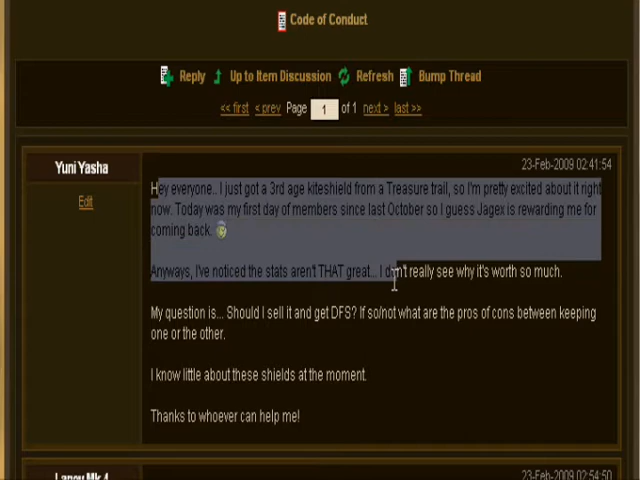 Code of Conduct
Reply Up to Item Discussion Refresh Bump Thread
<< first < prev Page 1 of 1 next > last >>
Yuni Yasha
23-Feb-2009 02:41:54
Edit
Hey everyone.. I just got a 3rd age kiteshield from a Treasure trail, so I'm pretty excited about it right
now. Today was my first day of members since last October so I guess Jagex is rewarding me for
coming back.
Anyways, I've noticed the stats aren't THAT great... I don't really see why it's worth so much.
My question is... Should I sell it and get DFS? If so/not what are the pros of cons between keeping
one or the other.
I know little about these shields at the moment.
Thanks to whoever can help me!
Mk 4
23-Feb-2009 02:54:50